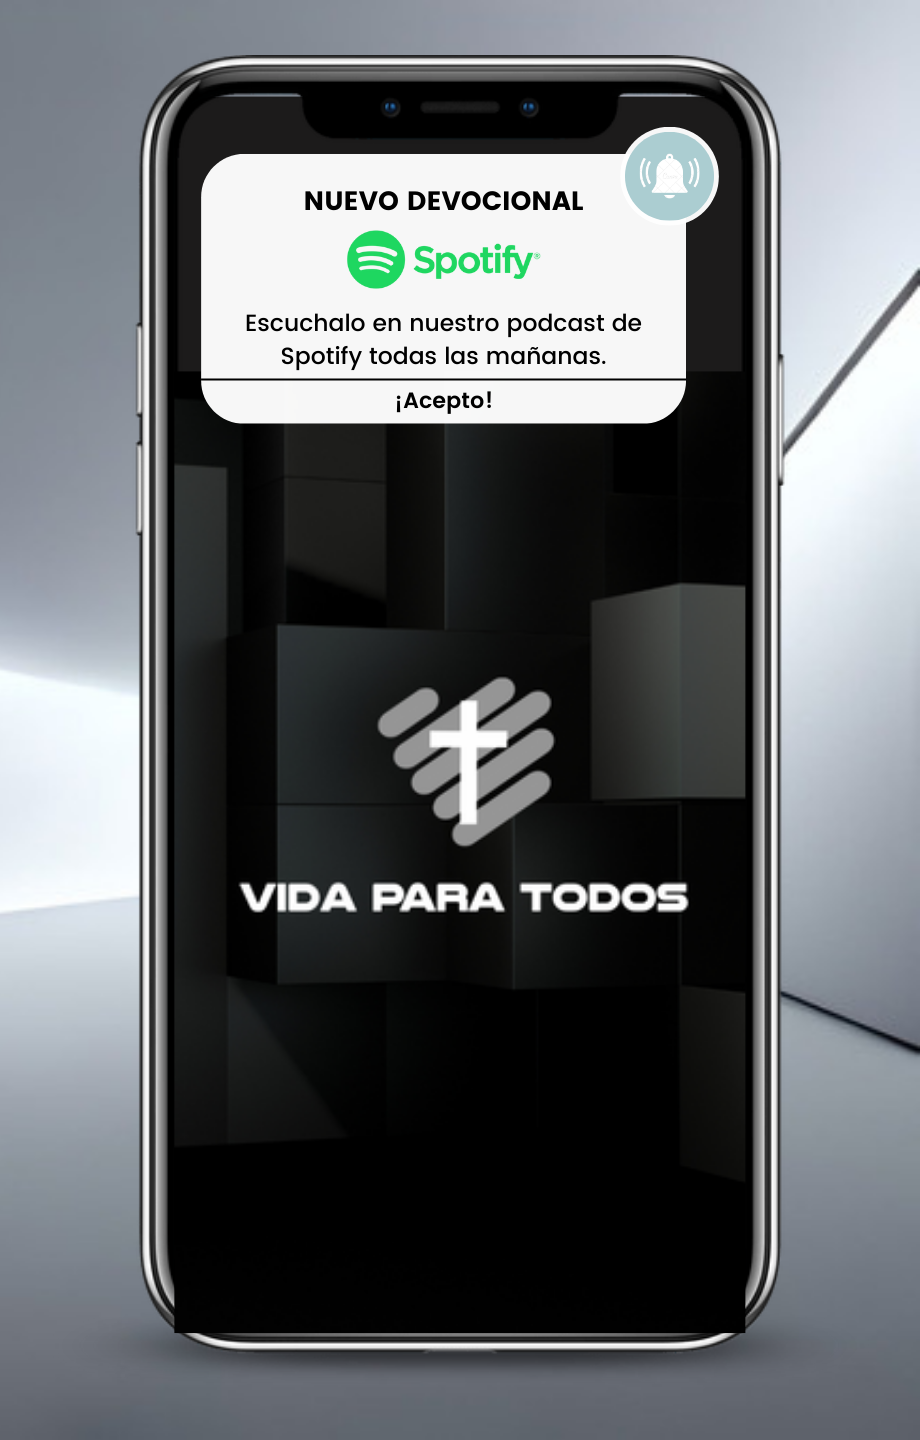 NUEVO DEVOCIONAL
Spotify®
Escuchalo en nuestro podcast de
Spotify todas las mañanas.
¡Acepto!
VIDA PARA TODOS